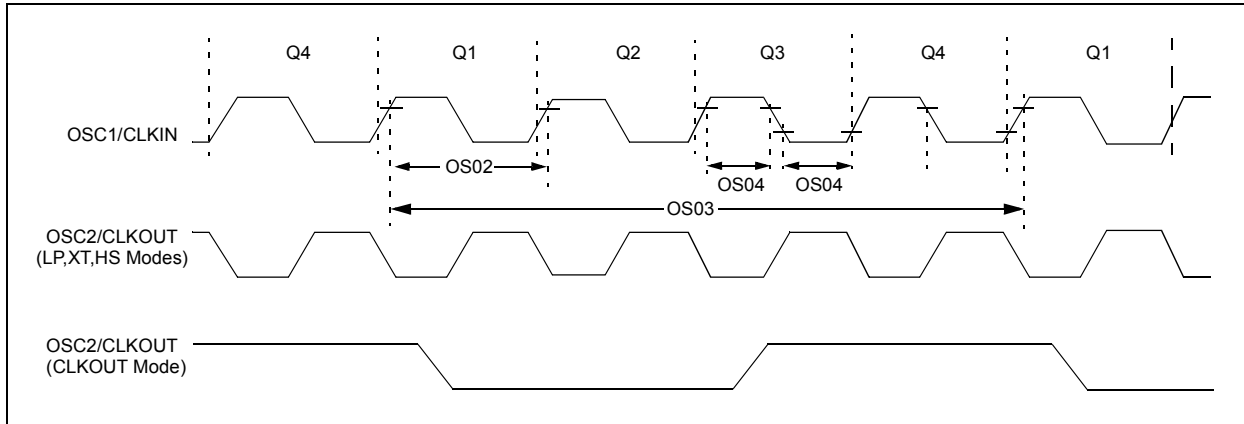 Q4 Q1 Q2 Q3 Q4 Q1
OSC1/CLKIN
OS02
OS04 OS04
OS03
OSC2/CLKOUT
(LP,XT,HS Modes)
OSC2/CLKOUT
(CLKOUT Mode)